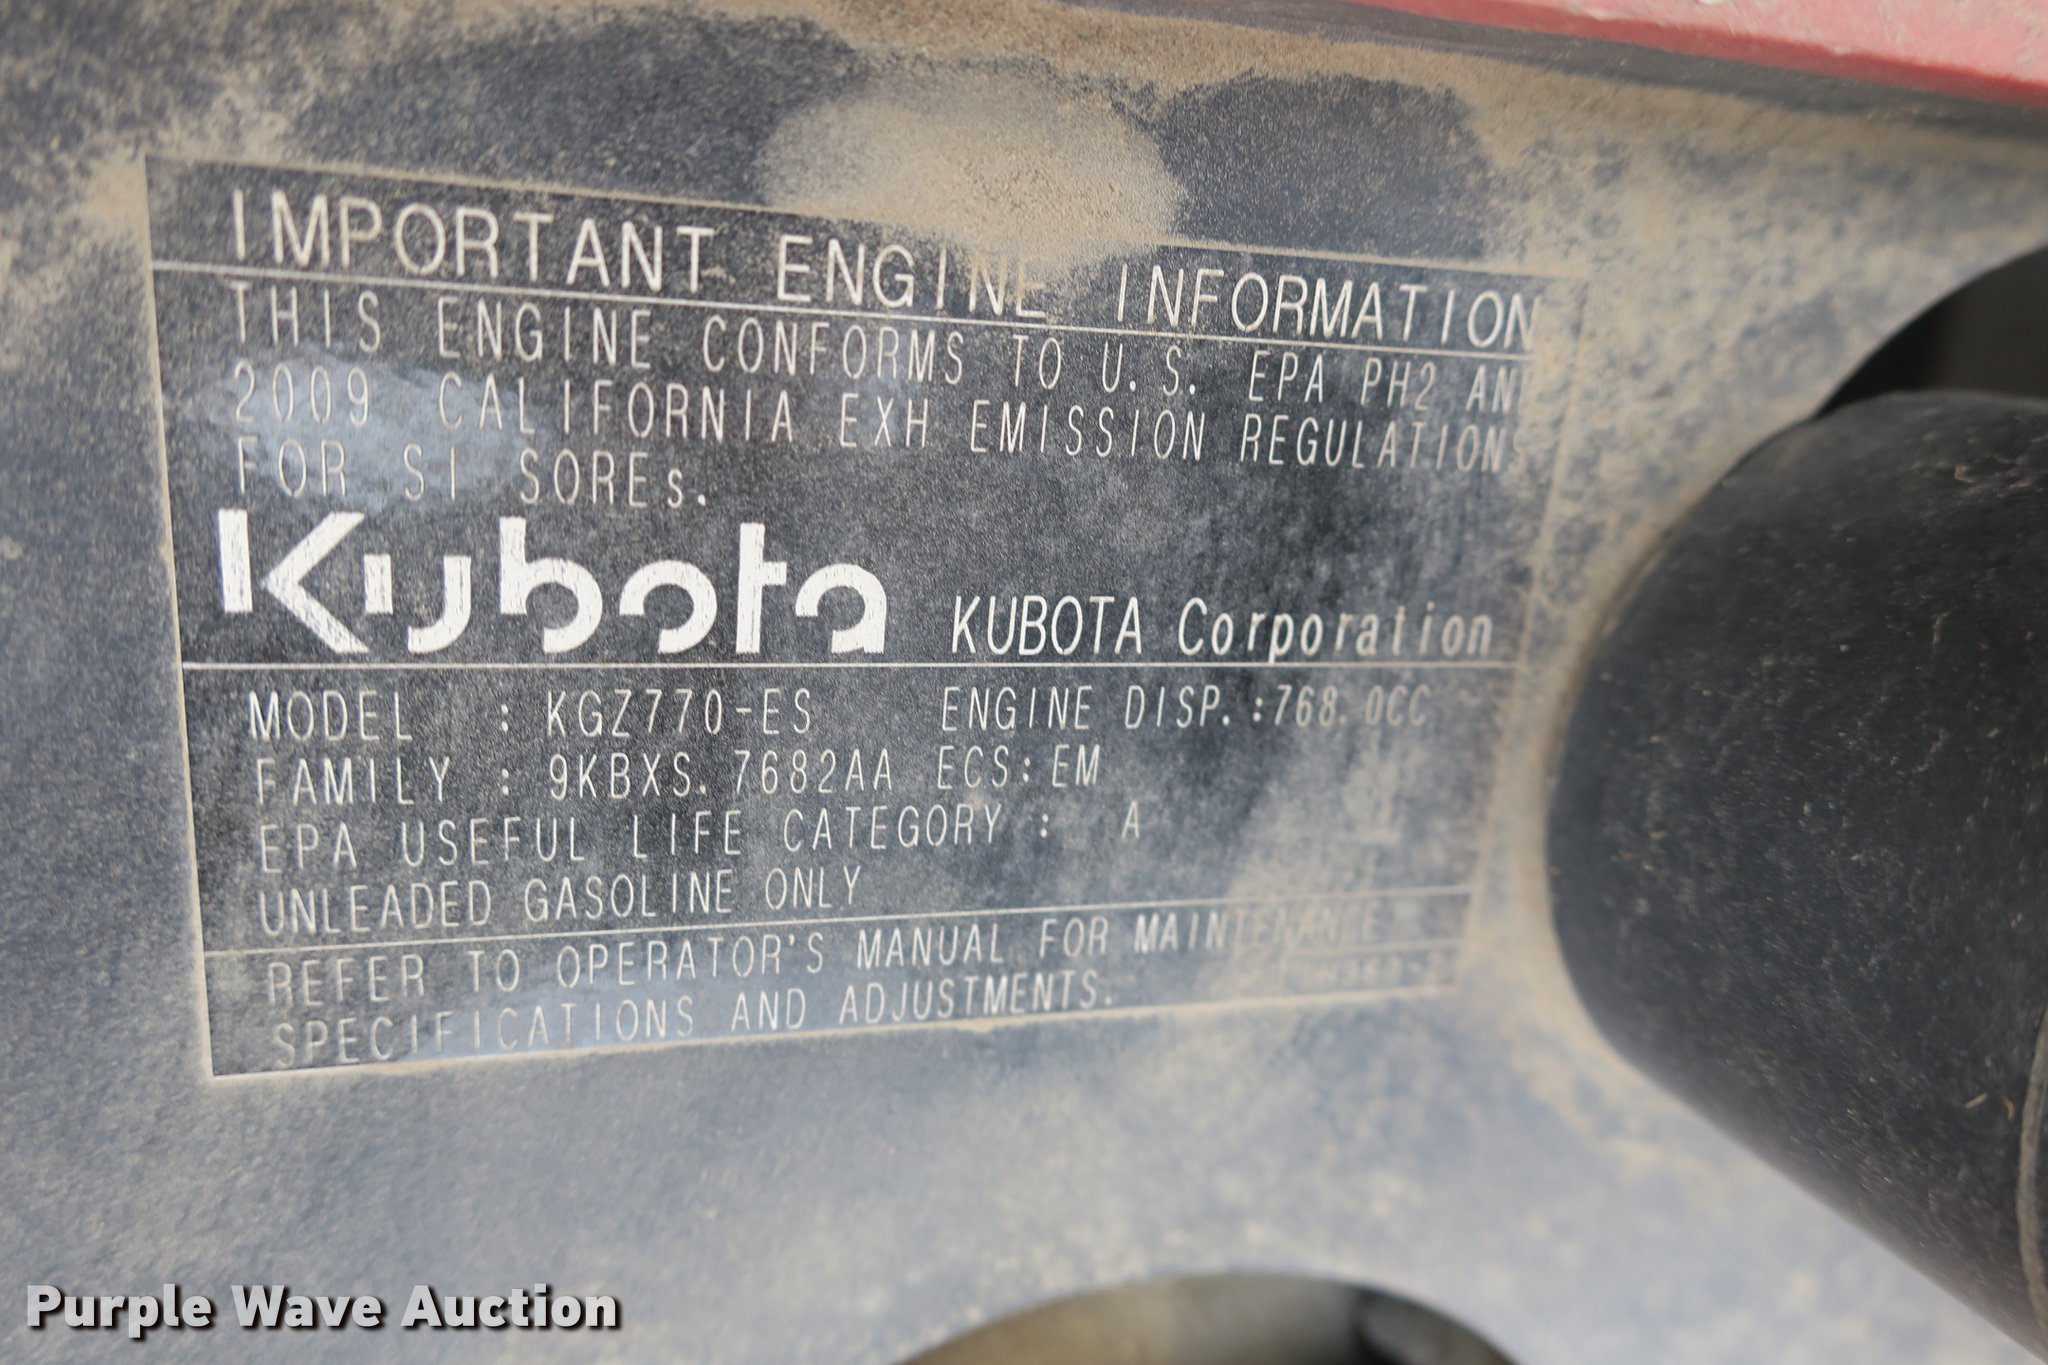 IMPORTANT ENGINE INFORMATION
THIS ENGINE CONFORMS TO U.S. EPA PH2 AND
2009 CALIFORNIA EXH EMISSION REGULATIONS
FOR SI SOREs.
Kubota KUBOTA Corporation
MODEL : KGZ770-ES ENGINE DISP.:768.0CC
FAMILY : 9KBXS.7682AA ECS:EM
EPA USEFUL LIFE CATEGORY : A
UNLEADED GASOLINE ONLY
REFER TO OPERATOR'S MANUAL FOR MAINTENANCE
SPECIFICATIONS AND ADJUSTMENTS.
Purple Wave Auction